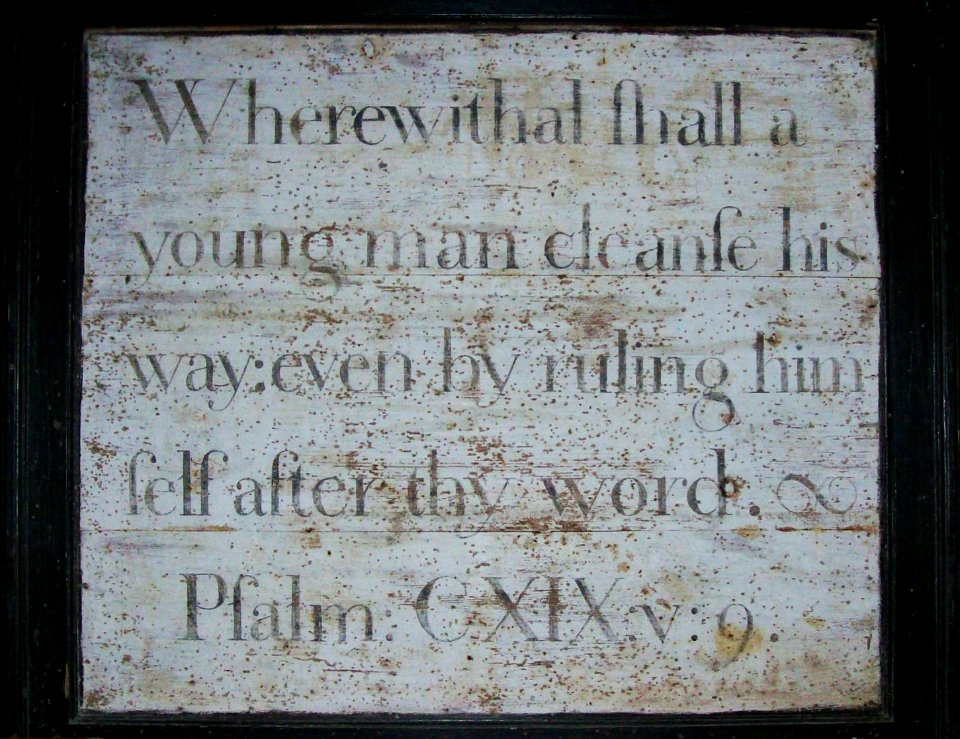 Wherewithal ſhall a
young man cleanſe his
way: even by ruling him
ſelf after thy word.
Pſalm: CXIX. v: 9.